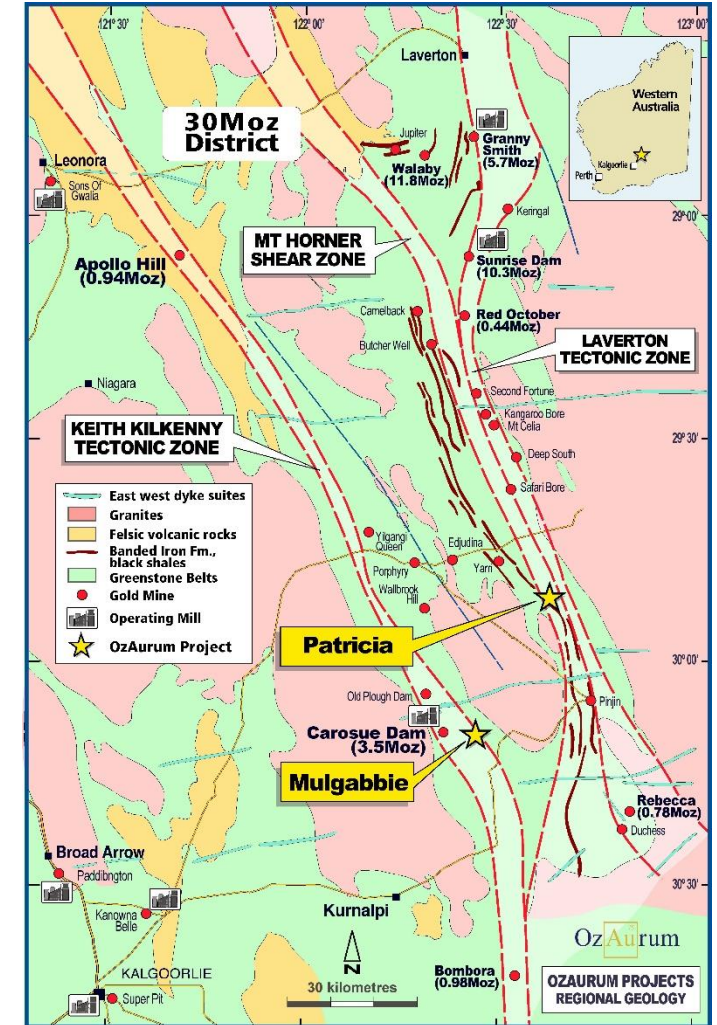 121°00'
122°00'
122°30'
123°00'
Laverton
Western
Australia
Kalgoorlie
Perth
30Moz
District
Jupiter
Granny
Smith
(5.7Moz)
Walaby
(11.8Moz)
Leonora
Sons Of
Gwalia
Keringal
29°00'
MT HORNER
SHEAR ZONE
Apollo Hill
(0.94Moz)
Sunrise Dam
(10.3Moz)
Camelback
Red October
(0.44Moz)
Butcher Well
LAVERTON
TECTONIC ZONE
Niagara
Second Fortune
Kangaroo Bore
Mt Celia
KEITH KILKENNY
TECTONIC ZONE
29°30'
Deep South
Safari Bore
East west dyke suites
Granites
Felsic volcanic rocks
Banded Iron Fm.,
black shales
Greenstone Belts
Gold Mine
Operating Mill
OzAurum Project
Yilgangi
Queen
Edjudina
Porphyry
Yarn
Wallbrook
Hill
Patricia
30°00'
Old Plough Dam
Pinjin
Carosue Dam
(3.5Moz)
Mulgabbie
Rebecca
(0.78Moz)
Duchess
Broad Arrow
Paddibngton
30°30'
Kanowna
Belle
Kurnalpi
OzAurum
KALGOORLIE
N
Super Pit
30 kilometres
Bombora
(0.98Moz)
OZAURUM PROJECTS
REGIONAL GEOLOGY